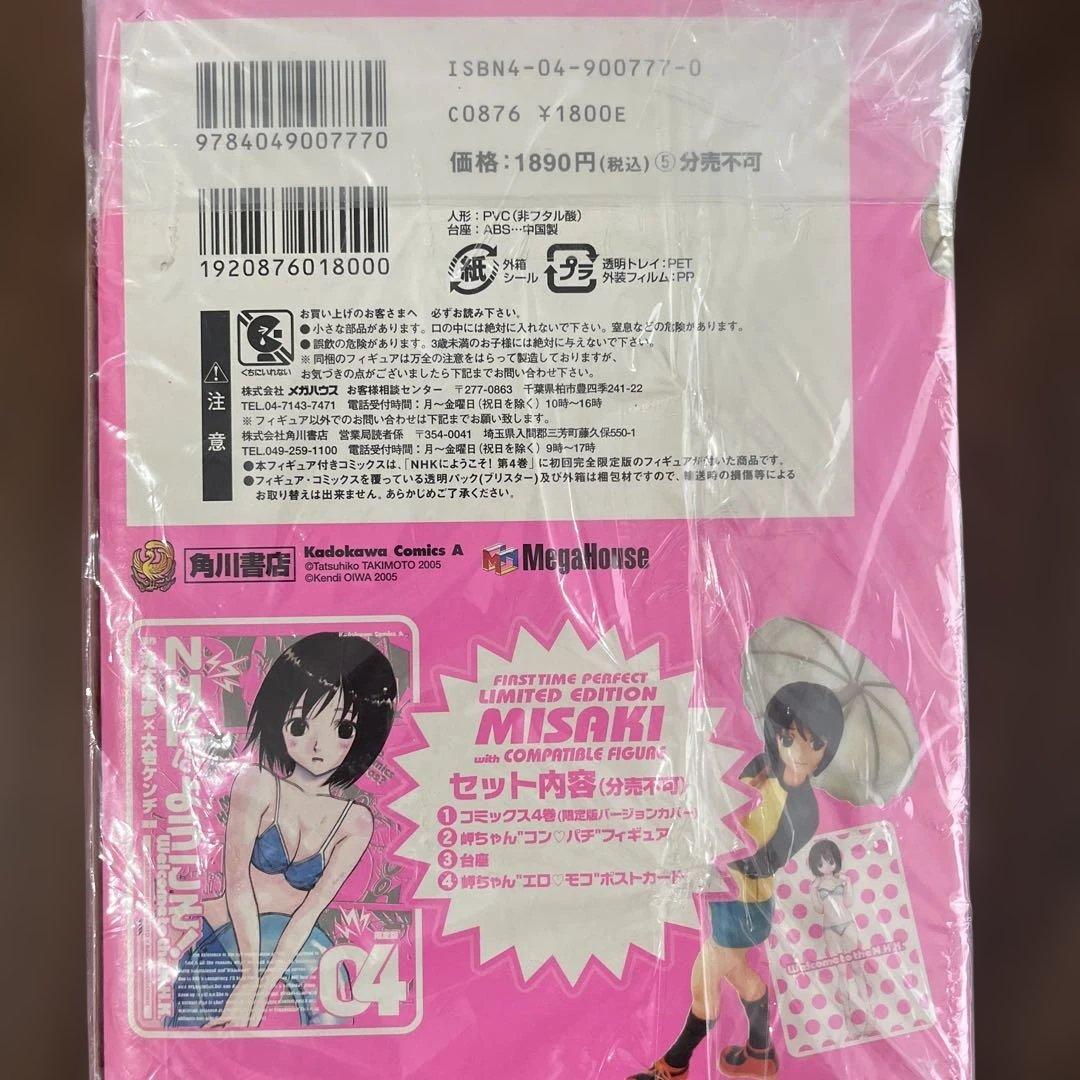 ISBN4-04-900777-0
C0876 ¥1800E
9784049007770
価格:1890円(税込)⑤分売不可
1920876018000
人形:PVC(非フタル酸)
台座:ABS…中国製
紙 外箱
シール
プラ 透明トレイ:PET
外装フィルム:PP
注意
くちにいれない
お買い上げのお客さまへ 必ずお読み下さい。
●小さな部品があります。口の中には絶対に入れないで下さい。窒息などの危険があります。
●誤飲の危険があります。3歳未満のお子様には絶対に与えないで下さい。
※同梱のフィギュアは万全の注意をはらって製造しておりますが、
お気づきの点がございましたら下記までお問い合わせ下さい。
株式会社 メガハウス お客様相談センター 〒277-0863 千葉県柏市豊四季241-22
TEL.04-7143-7471 電話受付時間:月〜金曜日(祝日を除く)10時〜16時
※フィギュア以外でのお問い合わせは下記までお願い致します。
株式会社角川書店 営業局読者係 〒354-0041 埼玉県入間郡三芳町藤久保550-1
TEL.049-259-1100 電話受付時間:月〜金曜日(祝日を除く)9時〜17時
●本フィギュア付きコミックスは、「NHKにようこそ! 第4巻」に初回完全限定版のフィギュアが付いた商品です。
●フィギュア・コミックスを覆っている透明パック(ブリスター)及び外箱は梱包材ですので、輸送時の損傷等による
お取り替えは出来ません。あらかじめご了承ください。
角川書店
Kadokawa Comics A
©Tatsuhiko TAKIMOTO 2005
©Kendi OIWA 2005
MegaHouse
Kadokawa Comics A
×大岩ケンヂ
04
FIRST TIME PERFECT
LIMITED EDITION
MISAKI
with COMPATIBLE FIGURE
セット内容(分売不可)
①コミックス4巻(限定版バージョンカバー)
②岬ちゃん"コン♡パチ"フィギュア
③台座
④岬ちゃん"エロ♡モコ"ポストカード
Welcome to the N.H.K.